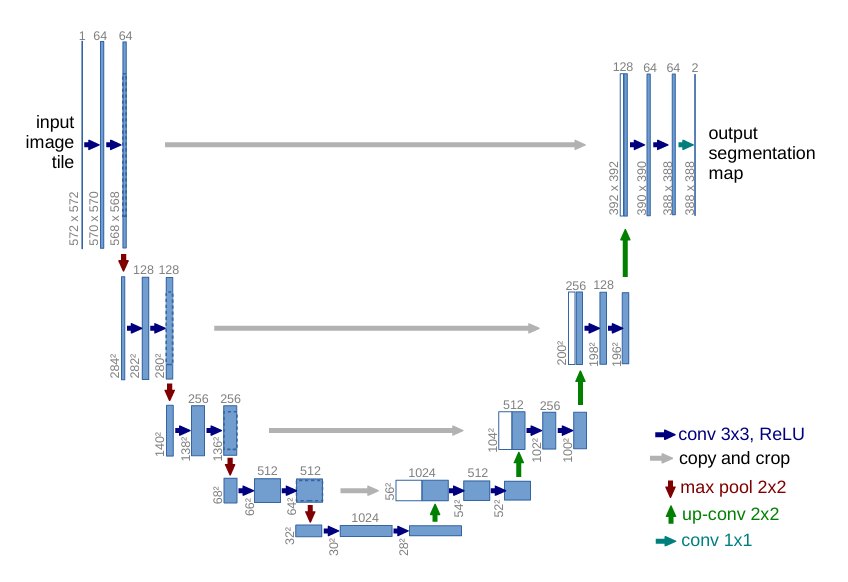 1 64 64
128 64 64 2
input
image
tile
output
segmentation
map
572 x 572
570 x 570
568 x 568
392 x 392
390 x 390
388 x 388
388 x 388
128 128
256 128
284²
282²
280²
200²
198²
196²
256 256
512 256
140²
138²
136²
104²
102²
100²
512 512
1024 512
68²
66²
64²
56²
54²
52²
1024
32²
30²
28²
conv 3x3, ReLU
copy and crop
max pool 2x2
up-conv 2x2
conv 1x1